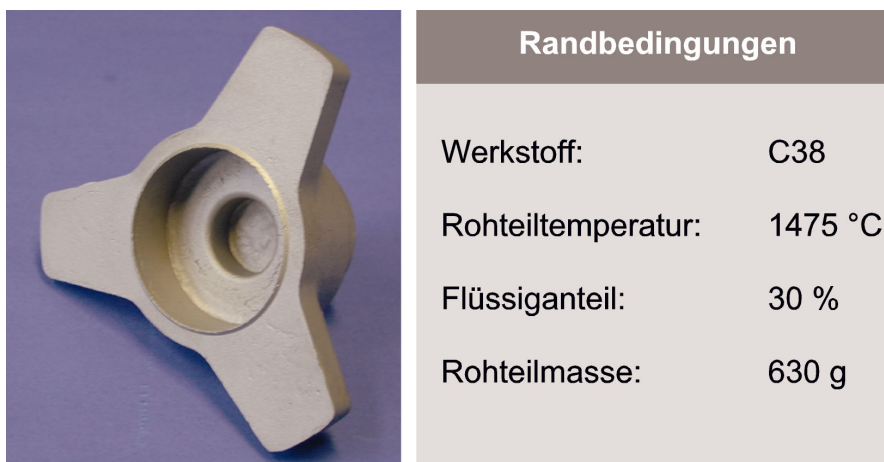 Randbedingungen
Werkstoff: C38
Rohteiltemperatur: 1475 °C
Flüssiganteil: 30 %
Rohteilmasse: 630 g